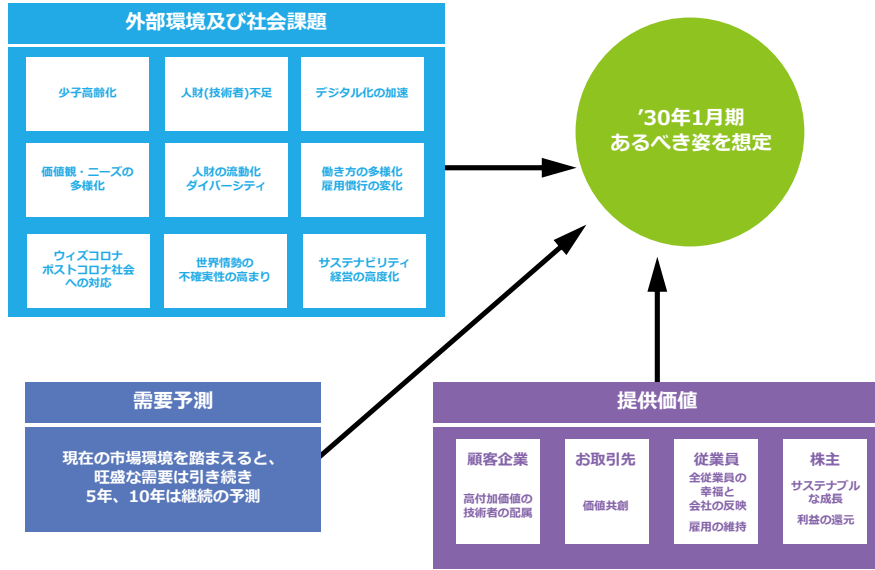 外部環境及び社会課題
少子高齢化
人財(技術者)不足
デジタル化の加速
価値観・ニーズの
多様化
人財の流動化
ダイバーシティ
働き方の多様化
雇用慣行の変化
ウィズコロナ
ポストコロナ社会
への対応
世界情勢の
不確実性の高まり
サステナビリティ
経営の高度化
’30年1月期
あるべき姿を想定
需要予測
現在の市場環境を踏まえると、
旺盛な需要は引き続き
5年、10年は継続の予測
提供価値
顧客企業
高付加価値の
技術者の配属
お取引先
価値共創
従業員
全従業員の
幸福と
会社の反映
雇用の維持
株主
サステナブル
な成長
利益の還元